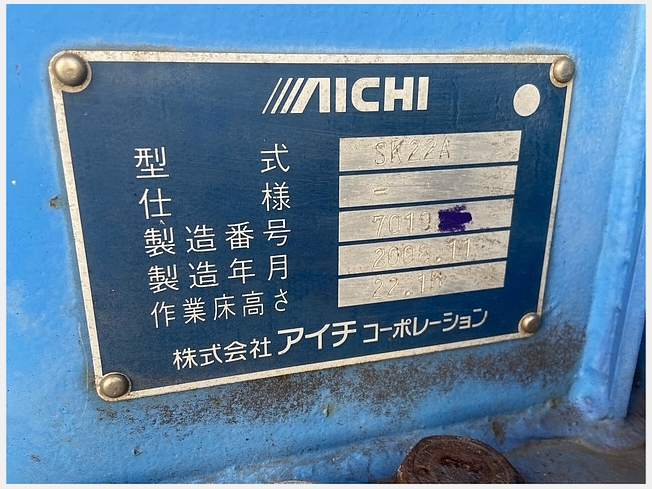 AICHI
型式 SK22A
仕様 -
製造番号 7019
製造年月 2006.11
作業床高さ 22.1m
株式会社 アイチ コーポレーション